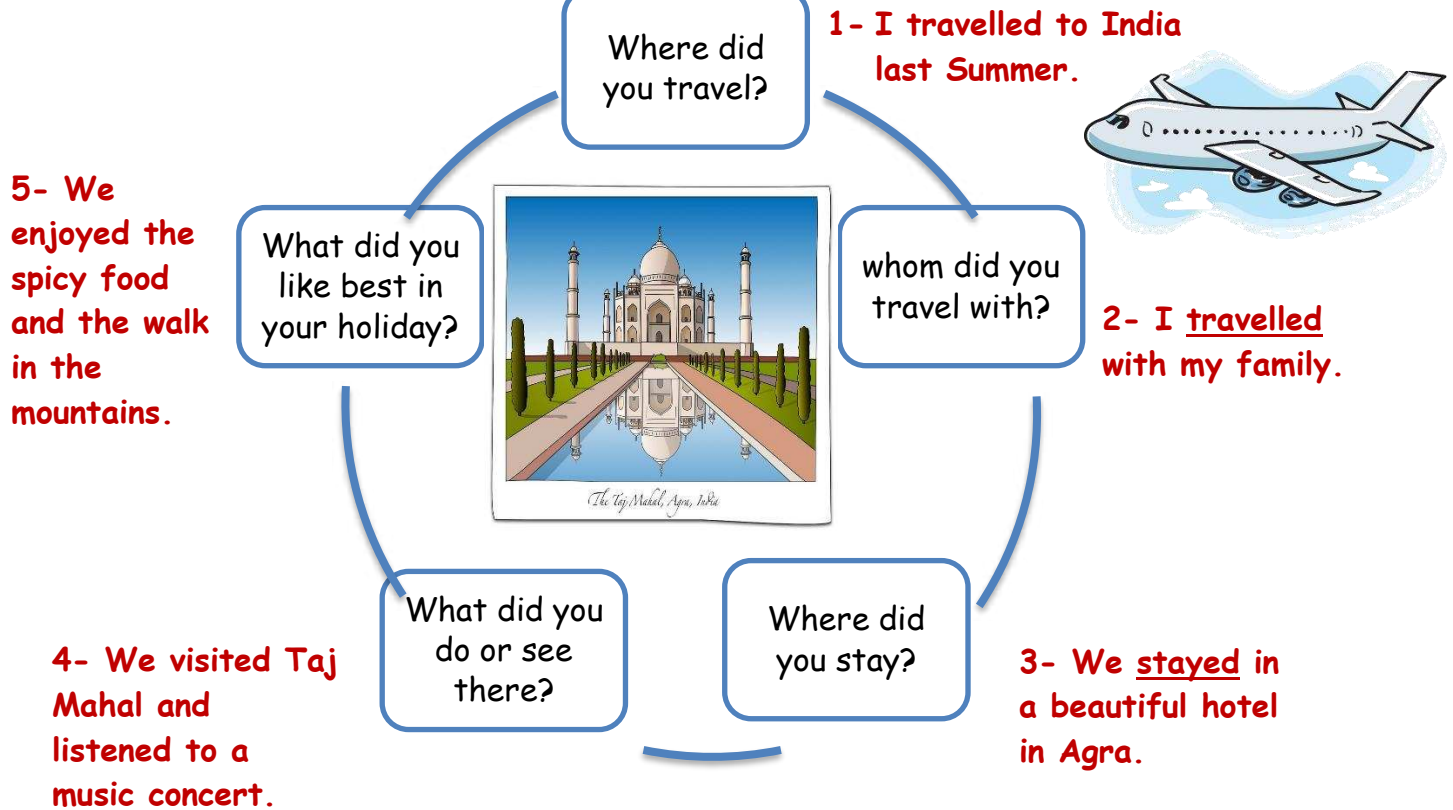 Where did
you travel?
1- I travelled to India
last Summer.
whom did you
travel with?
2- I travelled
with my family.
Where did
you stay?
3- We stayed in
a beautiful hotel
in Agra.
What did you
do or see
there?
4- We visited Taj
Mahal and
listened to a
music concert.
What did you
like best in
your holiday?
5- We
enjoyed the
spicy food
and the walk
in the
mountains.
The Taj Mahal, Agra, India